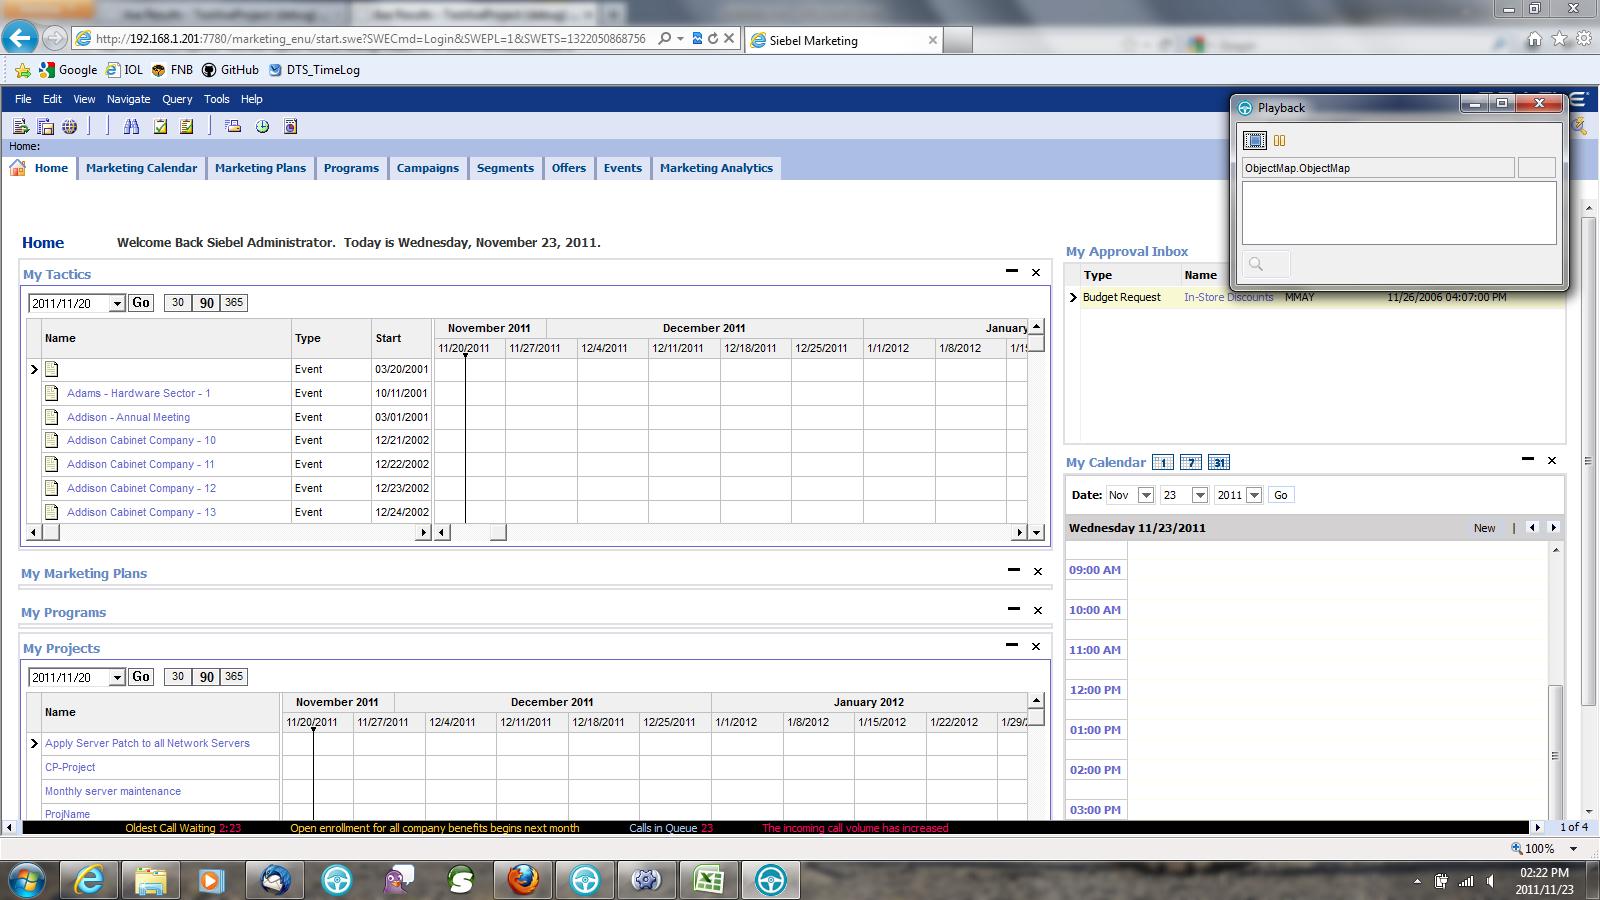 http://192.168.1.201:7780/marketing_enu/start.swe?SWECmd=Login&SWEPL=1&SWETS=1322050868756
Siebel Marketing
Google IOL FNB GitHub DTS_TimeLog
File Edit View Navigate Query Tools Help
Playback
Home:
Home Marketing Calendar Marketing Plans Programs Campaigns Segments Offers Events Marketing Analytics
ObjectMap.ObjectMap
Home Welcome Back Siebel Administrator. Today is Wednesday, November 23, 2011.
My Tactics
2011/11/20 Go 30 90 365
Name Type Start November 2011 December 2011 January
11/20/2011 11/27/2011 12/4/2011 12/11/2011 12/18/2011 12/25/2011 1/1/2012 1/8/2012 1/15
Event 03/20/2001
Adams - Hardware Sector - 1 Event 10/11/2001
Addison - Annual Meeting Event 03/01/2001
Addison Cabinet Company - 10 Event 12/21/2002
Addison Cabinet Company - 11 Event 12/22/2002
Addison Cabinet Company - 12 Event 12/23/2002
Addison Cabinet Company - 13 Event 12/24/2002
My Marketing Plans
My Programs
My Projects
2011/11/20 Go 30 90 365
Name November 2011 December 2011 January 2012
11/20/2011 11/27/2011 12/4/2011 12/11/2011 12/18/2011 12/25/2011 1/1/2012 1/8/2012 1/15/2012 1/22/2012 1/29/
Apply Server Patch to all Network Servers
CP-Project
Monthly server maintenance
ProjName
My Approval Inbox
Type Name
Budget Request In-Store Discounts MMAY 11/26/2006 04:07:00 PM
My Calendar 1 7 31
Date: Nov 23 2011 Go
Wednesday 11/23/2011 New |
09:00 AM
10:00 AM
11:00 AM
12:00 PM
01:00 PM
02:00 PM
03:00 PM
Oldest Call Waiting 2:23 Open enrollment for all company benefits begins next month Calls in Queue 23 The incoming call volume has increased 1 of 4
100%
02:22 PM
2011/11/23